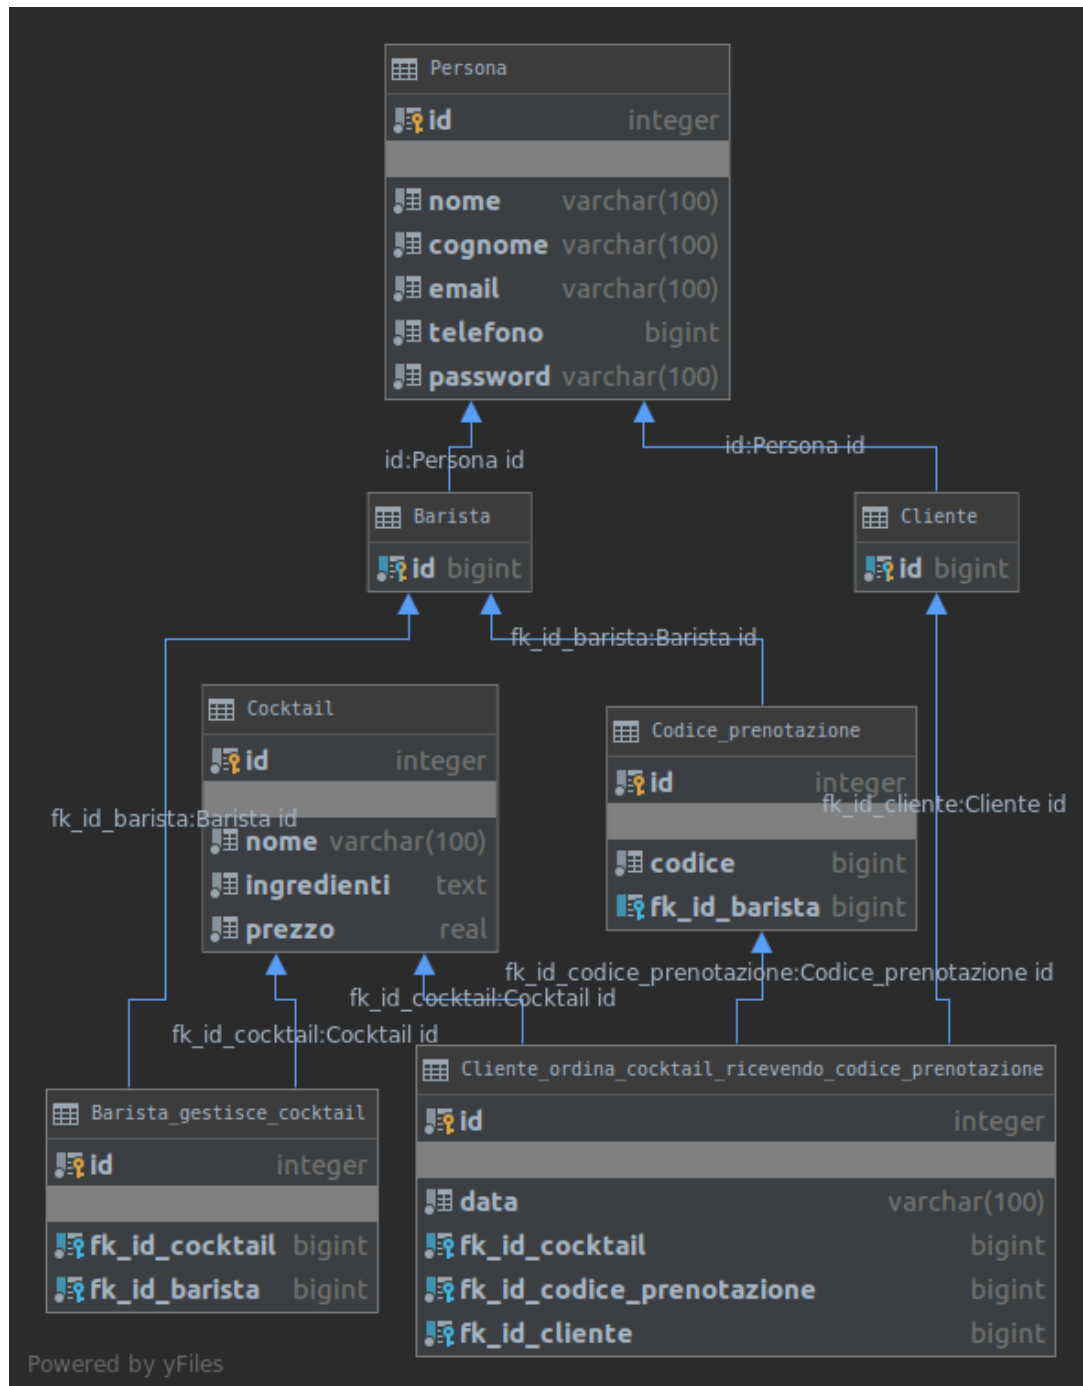 Persona
id integer
nome varchar(100)
cognome varchar(100)
email varchar(100)
telefono bigint
password varchar(100)
id:Persona id
id:Persona id
Barista
id bigint
Cliente
id bigint
fk_id_barista:Barista id
Cocktail
id integer
nome varchar(100)
ingredienti text
prezzo real
Codice_prenotazione
id integer
codice bigint
fk_id_barista bigint
fk_id_cliente:Cliente id
fk_id_barista:Barista id
fk_id_codice_prenotazione:Codice_prenotazione id
fk_id_cocktail:Cocktail id
fk_id_cocktail:Cocktail id
Barista_gestisce_cocktail
id integer
fk_id_cocktail bigint
fk_id_barista bigint
Cliente_ordina_cocktail_ricevendo_codice_prenotazione
id integer
data varchar(100)
fk_id_cocktail bigint
fk_id_codice_prenotazione bigint
fk_id_cliente bigint
Powered by yFiles